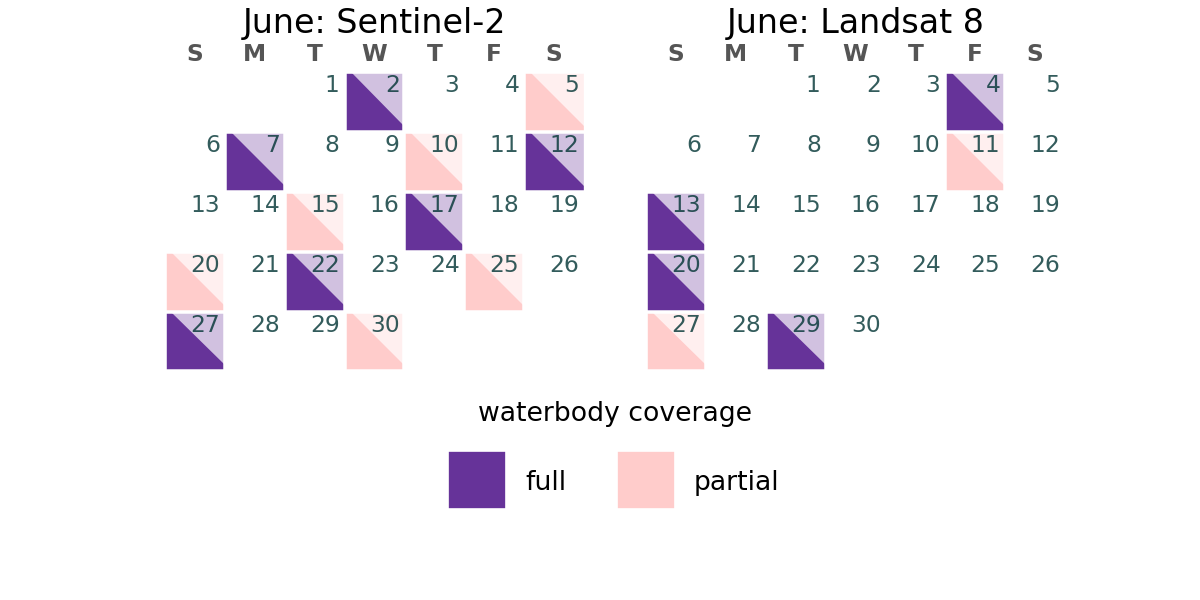 June: Sentinel-2
S M T W T F S
1 2 3 4 5
6 7 8 9 10 11 12
13 14 15 16 17 18 19
20 21 22 23 24 25 26
27 28 29 30
June: Landsat 8
S M T W T F S
1 2 3 4 5
6 7 8 9 10 11 12
13 14 15 16 17 18 19
20 21 22 23 24 25 26
27 28 29 30
waterbody coverage
full
partial